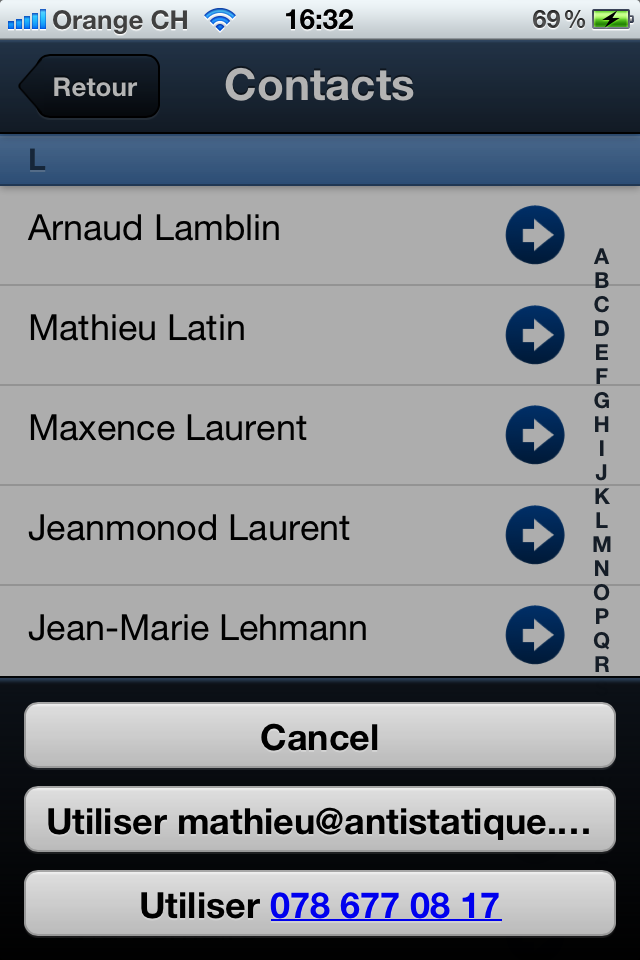 Orange CH 16:32 69 %
Retour Contacts
L
Arnaud Lamblin
Mathieu Latin
Maxence Laurent
Jeanmonod Laurent
Jean-Marie Lehmann
A
B
C
D
E
F
G
H
I
J
K
L
M
N
O
P
Q
R
Cancel
Utiliser mathieu@antistatique....
Utiliser 078 677 08 17